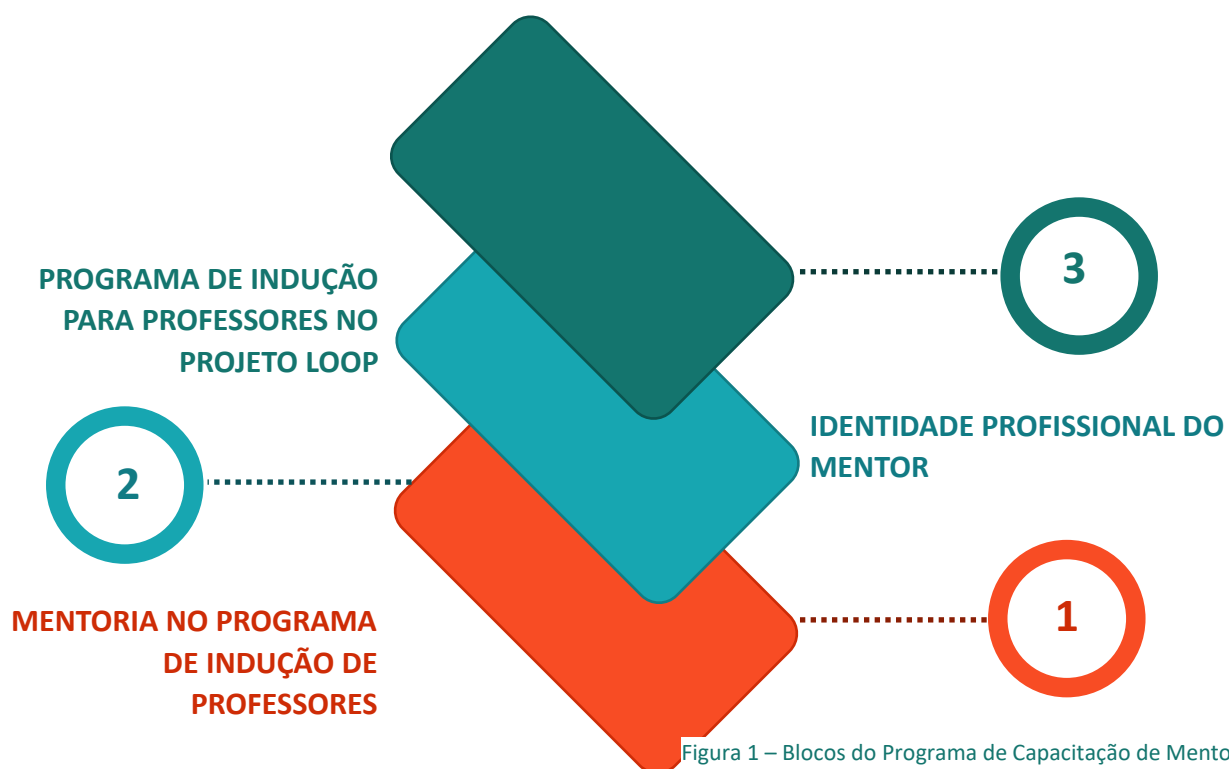 PROGRAMA DE INDUÇÃO
PARA PROFESSORES NO
PROJETO LOOP
3
IDENTIDADE PROFISSIONAL DO
MENTOR
2
MENTORIA NO PROGRAMA
DE INDUÇÃO DE
PROFESSORES
1
Figura 1 – Blocos do Programa de Capacitação de Mento